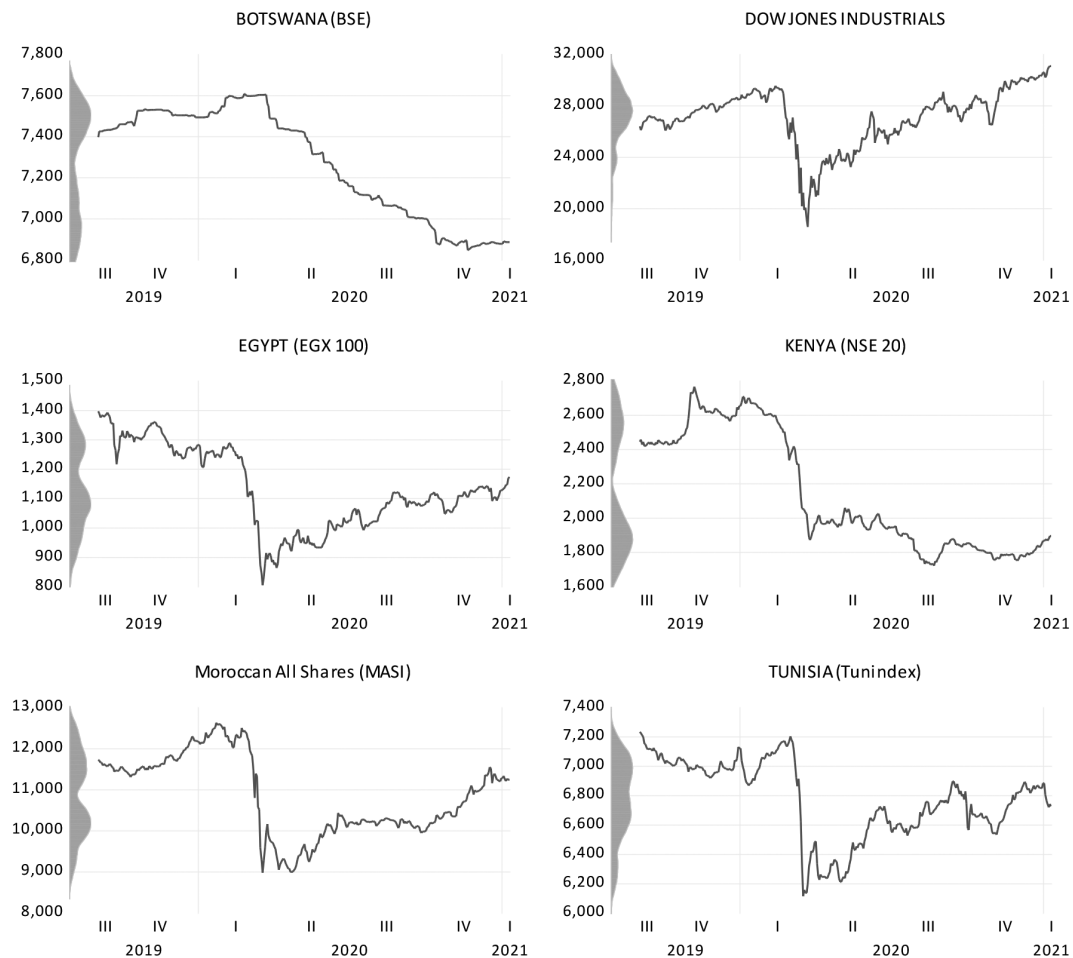 BOTSWANA (BSE)
7,800
7,600
7,400
7,200
7,000
6,800
III IV I II III IV I
2019 2020 2021
DOW JONES INDUSTRIALS
32,000
28,000
24,000
20,000
16,000
III IV I II III IV I
2019 2020 2021
EGYPT (EGX 100)
1,500
1,400
1,300
1,200
1,100
1,000
900
800
III IV I II III IV I
2019 2020 2021
KENYA (NSE 20)
2,800
2,600
2,400
2,200
2,000
1,800
1,600
III IV I II III IV I
2019 2020 2021
Moroccan All Shares (MASI)
13,000
12,000
11,000
10,000
9,000
8,000
III IV I II III IV I
2019 2020 2021
TUNISIA (Tunindex)
7,400
7,200
7,000
6,800
6,600
6,400
6,200
6,000
III IV I II III IV I
2019 2020 2021